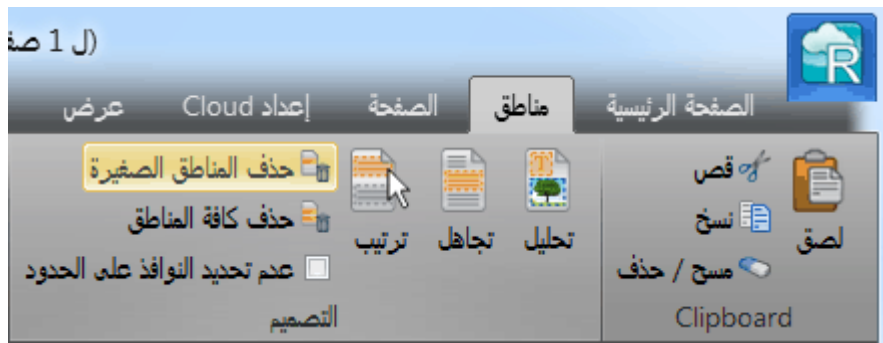 (ل 1 صف
R
الصفحة الرئيسية مناطق الصفحة إعداد Cloud عرض
لصق
قص
نسخ
مسح / حذف
Clipboard
تحليل
تجاهل
ترتيب
حذف المناطق الصغيرة
حذف كافة المناطق
عدم تحديد النوافذ على الحدود
التصميم